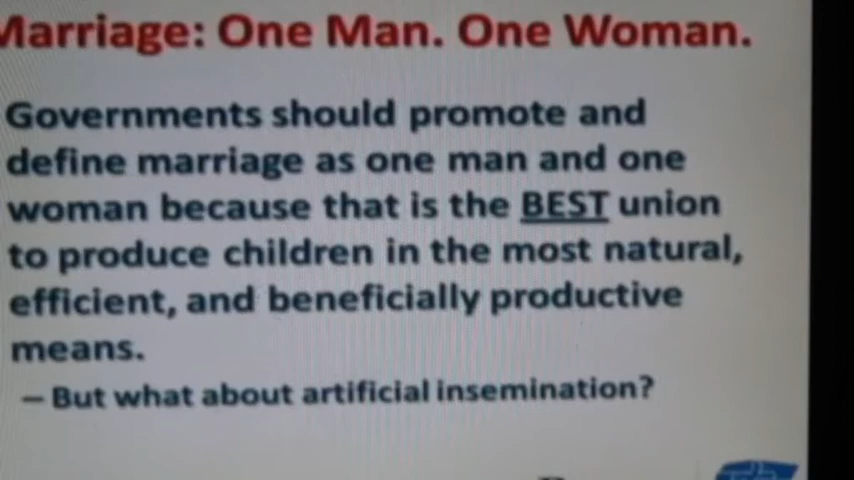 Marriage: One Man. One Woman.
Governments should promote and
define marriage as one man and one
woman because that is the BEST union
to produce children in the most natural,
efficient, and beneficially productive
means.
– But what about artificial insemination?